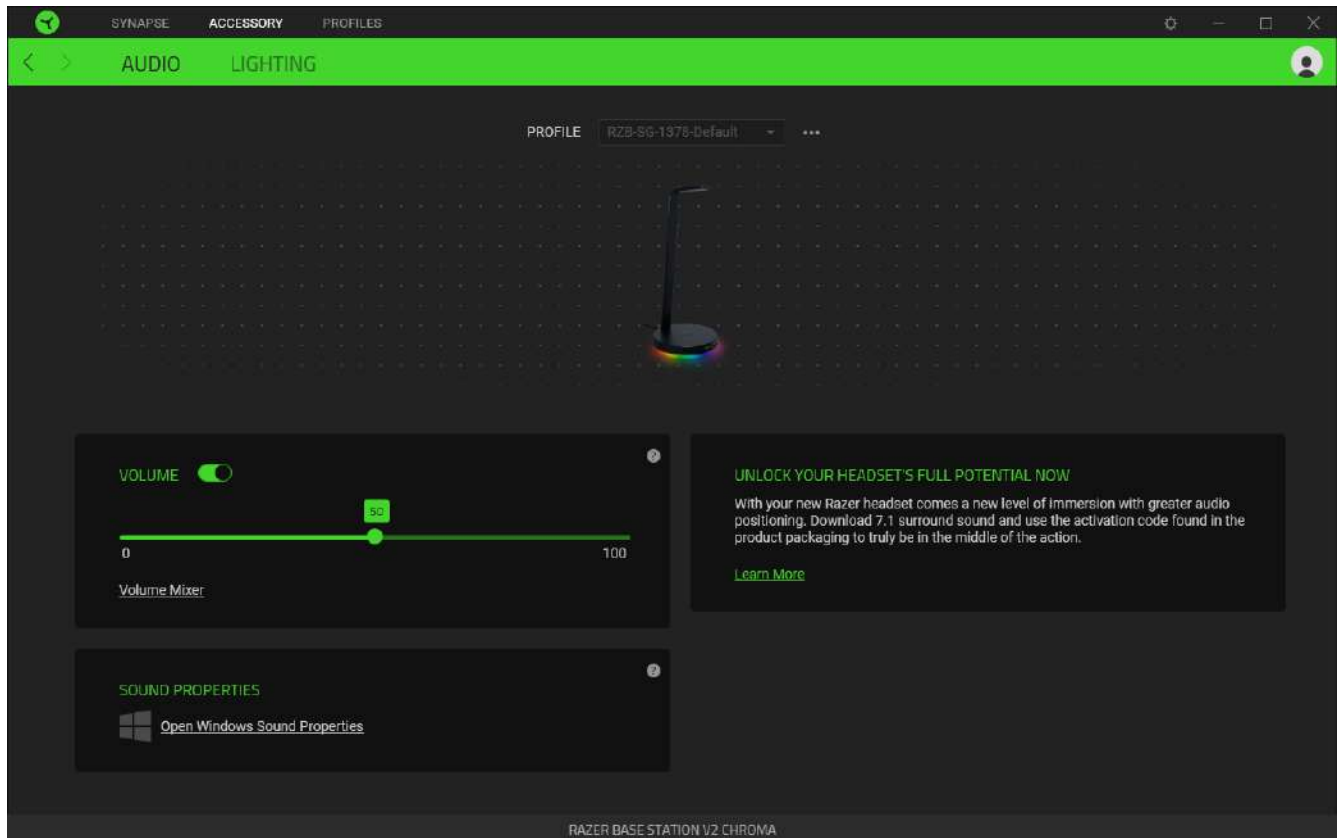 SYNAPSE ACCESSORY PROFILES
AUDIO LIGHTING
PROFILE RZB-SG-1378-Default
VOLUME
50
0 100
Volume Mixer
UNLOCK YOUR HEADSET'S FULL POTENTIAL NOW
With your new Razer headset comes a new level of immersion with greater audio
positioning. Download 7.1 surround sound and use the activation code found in the
product packaging to truly be in the middle of the action.
Learn More
SOUND PROPERTIES
Open Windows Sound Properties
RAZER BASE STATION V2 CHROMA